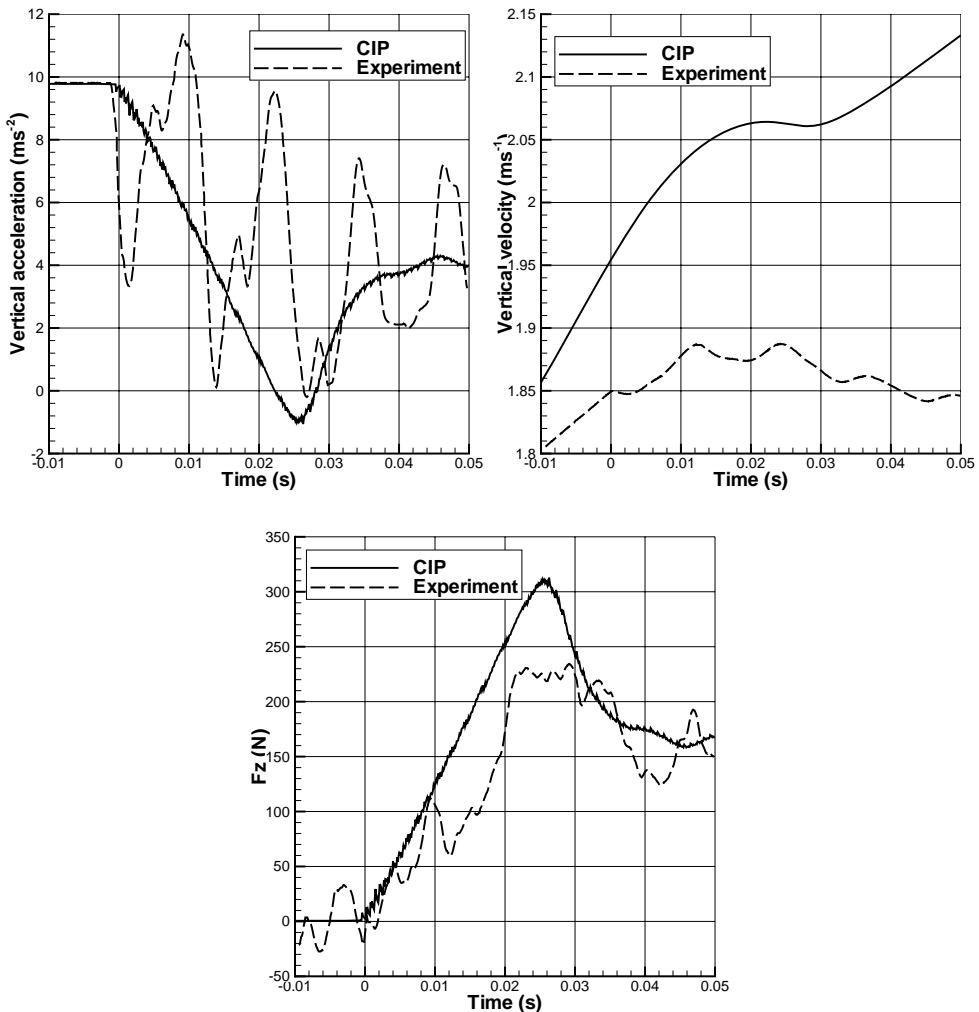 12
10
8
6
4
2
0
-2
Vertical acceleration (ms-2)
CIP
Experiment
-0.01 0 0.01 0.02 0.03 0.04 0.05
Time (s)
2.15
2.1
2.05
2
1.95
1.9
1.85
1.8
Vertical velocity (ms-1)
CIP
Experiment
-0.01 0 0.01 0.02 0.03 0.04 0.05
Time (s)
350
300
250
200
150
100
50
0
-50
Fz (N)
CIP
Experiment
-0.01 0 0.01 0.02 0.03 0.04 0.05
Time (s)